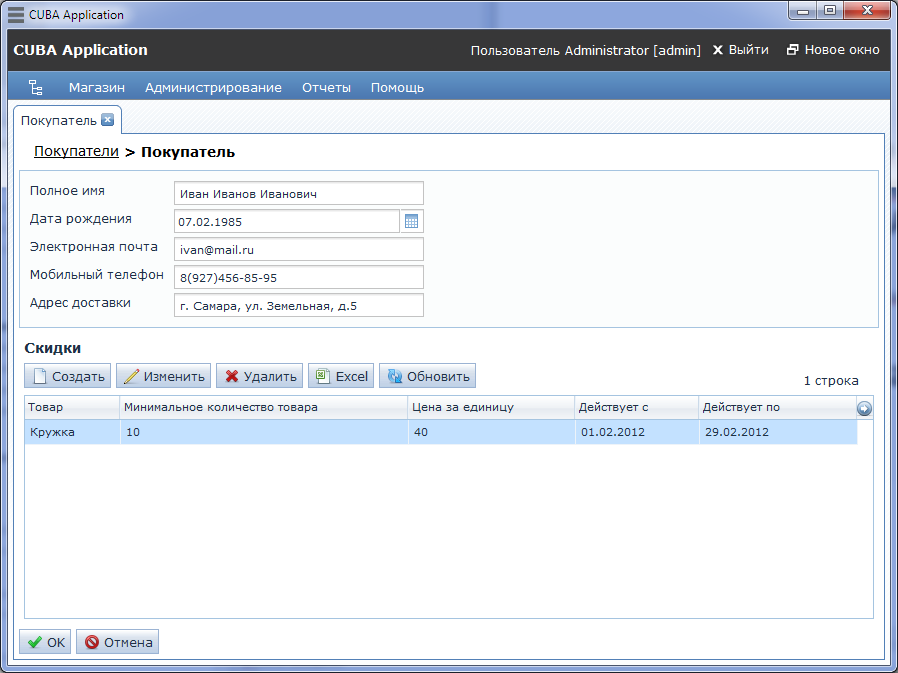 CUBA Application
CUBA Application Пользователь Administrator [admin] Выйти Новое окно
Магазин Администрирование Отчеты Помощь
Покупатель
Покупатели > Покупатель
Полное имя Иван Иванов Иванович
Дата рождения 07.02.1985
Электронная почта ivan@mail.ru
Мобильный телефон 8(927)456-85-95
Адрес доставки г. Самара, ул. Земельная, д.5
Скидки
Создать Изменить Удалить Excel Обновить 1 строка
Товар Минимальное количество товара Цена за единицу Действует с Действует по
Кружка 10 40 01.02.2012 29.02.2012
OK Отмена